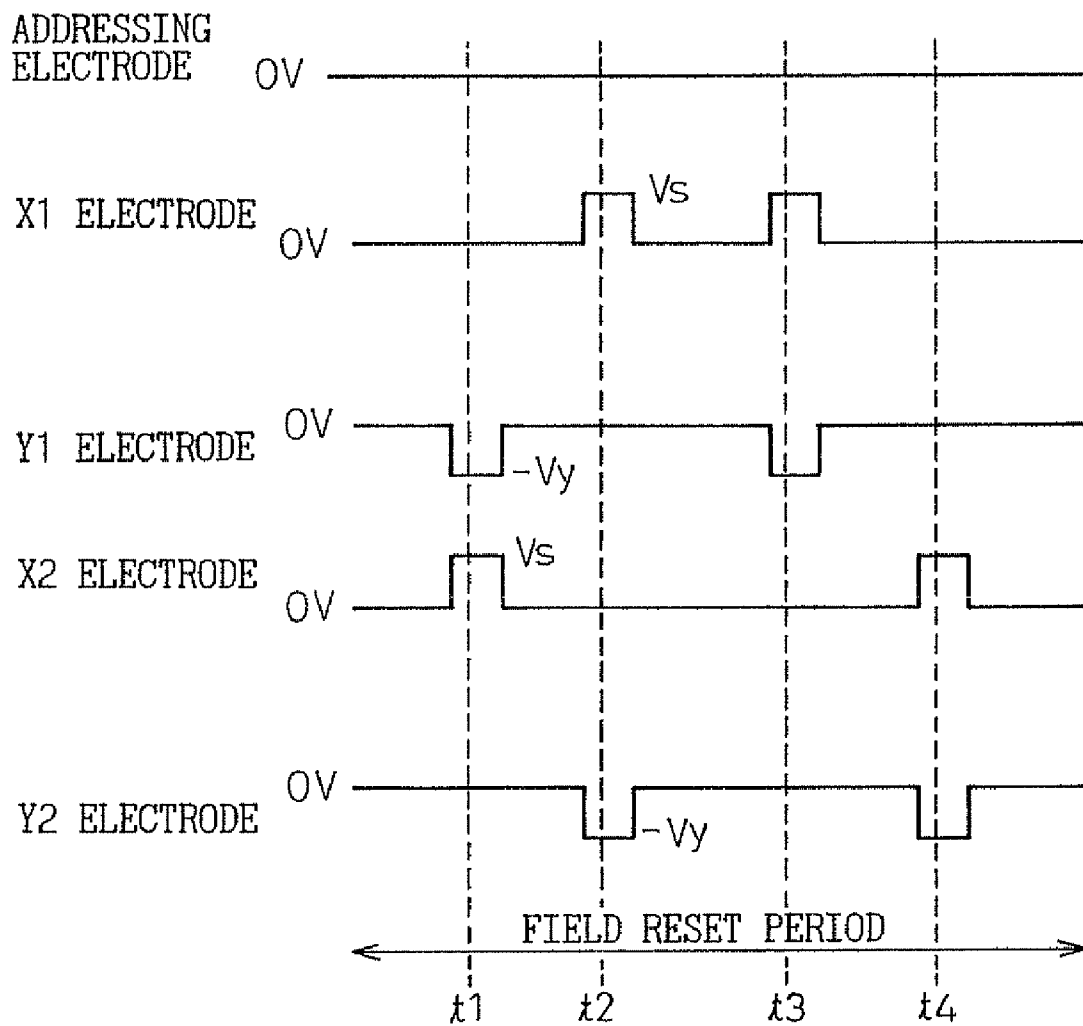 ADDRESSING
ELECTRODE
0V
X1 ELECTRODE
Vs
0V
Y1 ELECTRODE
0V
-Vy
X2 ELECTRODE
Vs
0V
Y2 ELECTRODE
0V
-Vy
FIELD RESET PERIOD
t1 t2 t3 t4